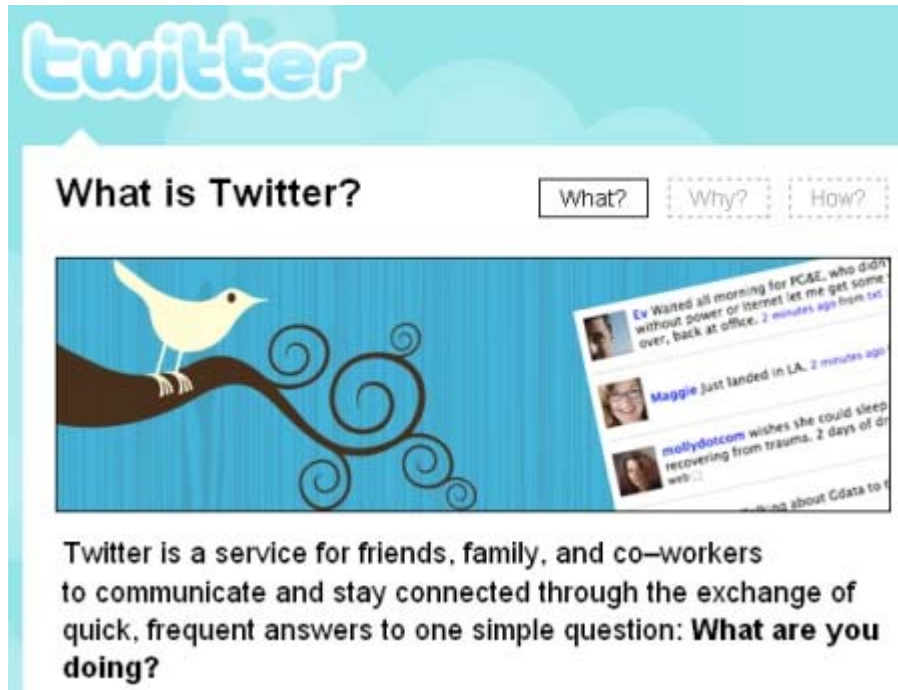 twitter
What is Twitter?
What? Why? How?
Ev Waited all morning for PG&E, who didn
without power or Iternet let me get some
over, back at office. 2 minutes ago from txt
Maggie Just landed in LA. 2 minutes ago
mollydotcom wishes she could sleep
recovering from trauma. 2 days of
web
about Gdata to
Twitter is a service for friends, family, and co–workers
to communicate and stay connected through the exchange of
quick, frequent answers to one simple question: What are you
doing?